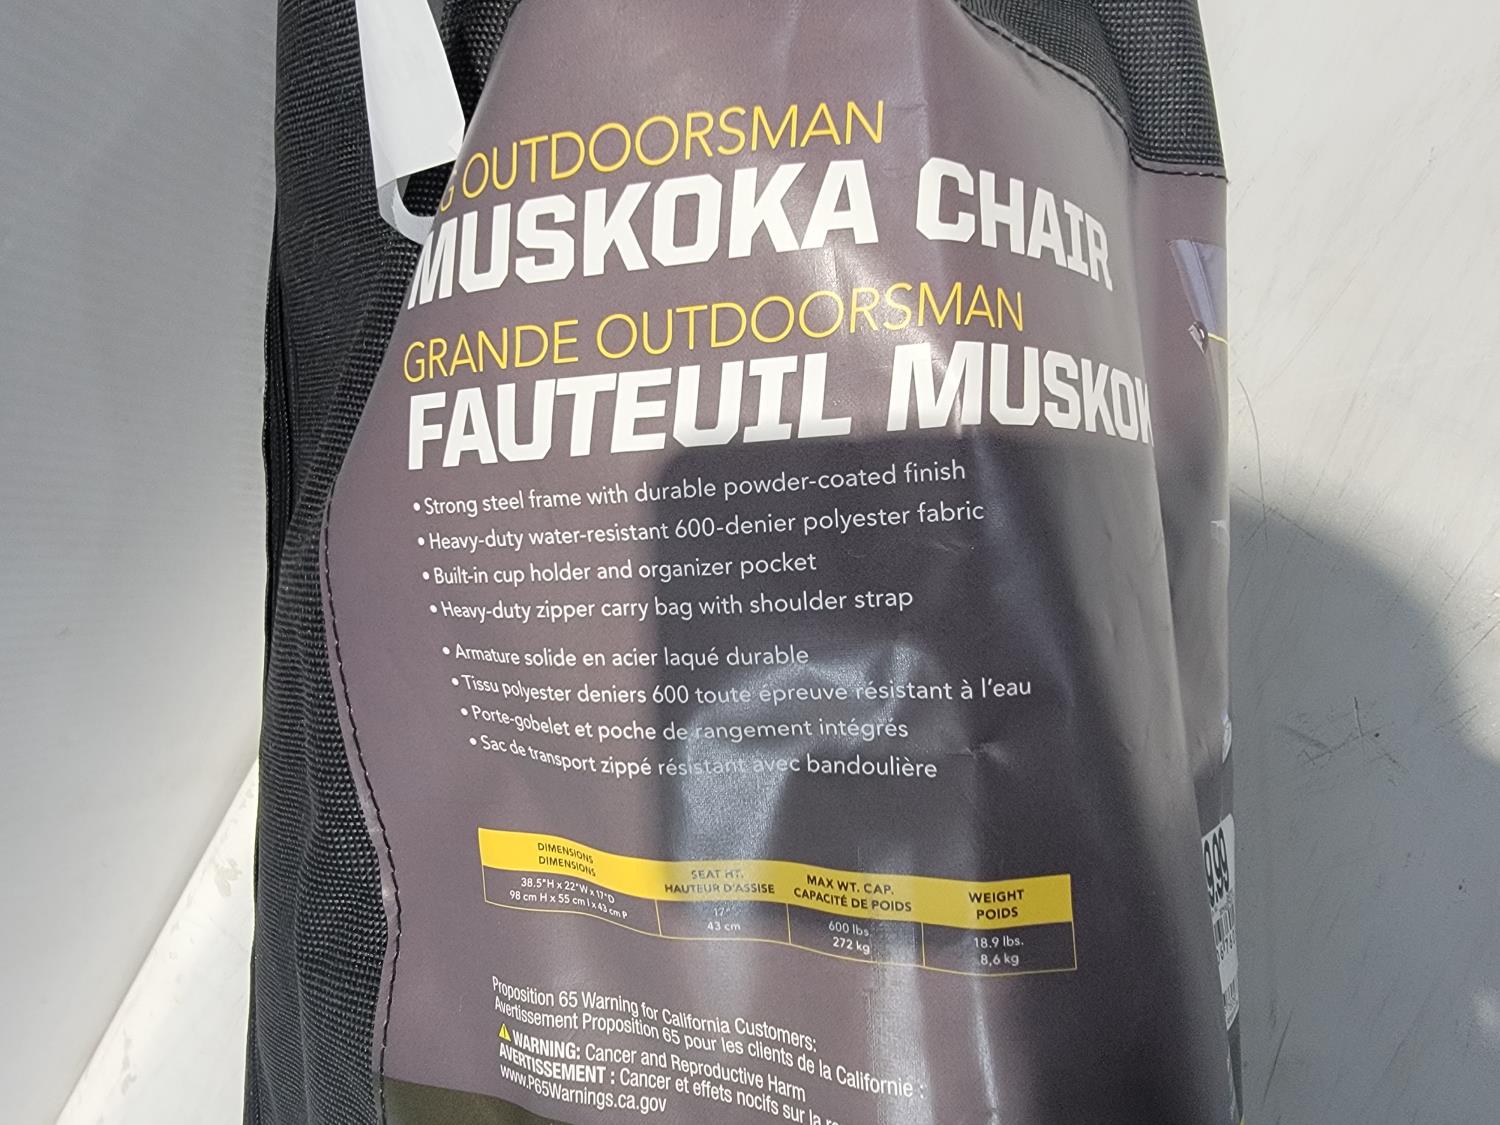 OUTDOORSMAN
MUSKOKA CHAIR
GRANDE OUTDOORSMAN
FAUTEUIL MUSKOK
• Strong steel frame with durable powder-coated finish
• Heavy-duty water-resistant 600-denier polyester fabric
• Built-in cup holder and organizer pocket
• Heavy-duty zipper carry bag with shoulder strap
• Armature solide en acier laqué durable
• Tissu polyester deniers 600 toute épreuve résistant à l'eau
• Porte-gobelet et poche de rangement intégrés
• Sac de transport zippé résistant avec bandoulière
DIMENSIONS
DIMENSIONS
38.5"H x 22"W x 17"D
98 cm H x 55 cm l x 43 cm P
SEAT HT.
HAUTEUR D'ASSISE
17"
43 cm
MAX WT. CAP.
CAPACITÉ DE POIDS
600 lbs.
272 kg
WEIGHT
POIDS
18.9 lbs.
8,6 kg
Proposition 65 Warning for California Customers:
Avertissement Proposition 65 pour les clients de la Californie :
WARNING: Cancer and Reproductive Harm
AVERTISSEMENT : Cancer et effets nocifs sur la
www.P65Warnings.ca.gov
9.99